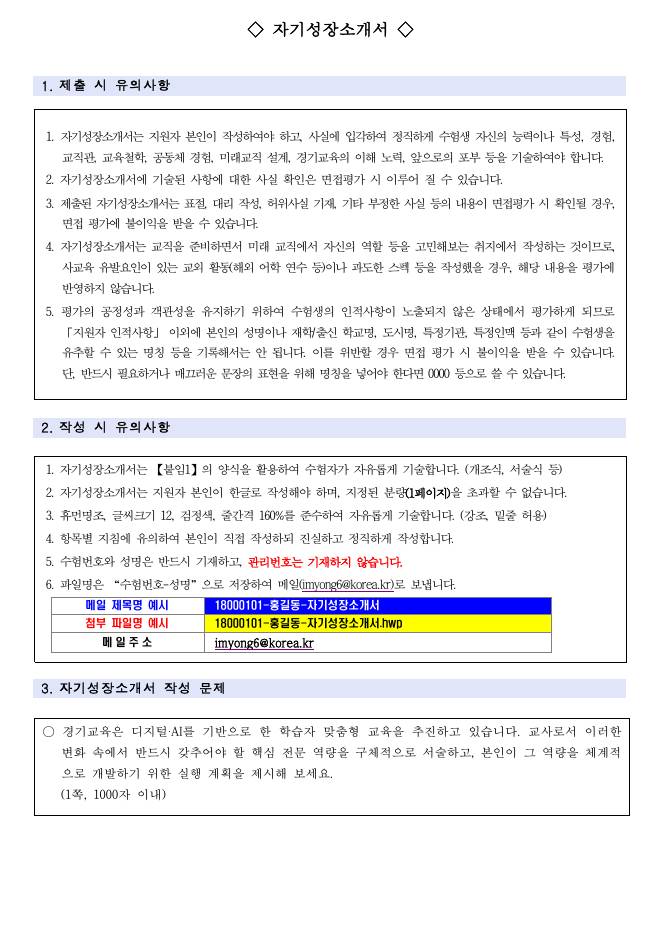 ◇ 자기성장소개서 ◇
1. 제출 시 유의사항
1. 자기성장소개서는 지원자 본인이 작성하여야 하고, 사실에 입각하여 정직하게 수험생 자신의 능력이나 특성, 경험,
교직관, 교육철학, 공동체 경험, 미래교직 설계, 경기교육의 이해 노력, 앞으로의 포부 등을 기술하여야 합니다.
2. 자기성장소개서에 기술된 사항에 대한 사실 확인은 면접평가 시 이루어 질 수 있습니다.
3. 제출된 자기성장소개서는 표절, 대리 작성, 허위사실 기재, 기타 부정한 사실 등의 내용이 면접평가 시 확인될 경우,
면접 평가에 불이익을 받을 수 있습니다.
4. 자기성장소개서는 교직을 준비하면서 미래 교직에서 자신의 역할 등을 고민해보는 취지에서 작성하는 것이므로,
사교육 유발요인이 있는 교외 활동(해외 어학 연수 등)이나 과도한 스펙 등을 작성했을 경우, 해당 내용을 평가에
반영하지 않습니다.
5. 평가의 공정성과 객관성을 유지하기 위하여 수험생의 인적사항이 노출되지 않은 상태에서 평가하게 되므로
「지원자 인적사항」 이외에 본인의 성명이나 재학/출신 학교명, 도시명, 특정기관, 특정인맥 등과 같이 수험생을
유추할 수 있는 명칭 등을 기록해서는 안 됩니다. 이를 위반할 경우 면접 평가 시 불이익을 받을 수 있습니다.
단, 반드시 필요하거나 매끄러운 문장의 표현을 위해 명칭을 넣어야 한다면 0000 등으로 쓸 수 있습니다.
2. 작성 시 유의사항
1. 자기성장소개서는 【붙임1】의 양식을 활용하여 수험자가 자유롭게 기술합니다. (개조식, 서술식 등)
2. 자기성장소개서는 지원자 본인이 한글로 작성해야 하며, 지정된 분량(1페이지)을 초과할 수 없습니다.
3. 휴먼명조, 글씨크기 12, 검정색, 줄간격 160%를 준수하여 자유롭게 기술합니다. (강조, 밑줄 허용)
4. 항목별 지침에 유의하여 본인이 직접 작성하되 진실하고 정직하게 작성합니다.
5. 수험번호와 성명은 반드시 기재하고, 관리번호는 기재하지 않습니다.
6. 파일명은 “수험번호-성명”으로 저장하여 메일(imyong6@korea.kr)로 보냅니다.
메일 제목명 예시 18000101-홍길동-자기성장소개서
첨부 파일명 예시 18000101-홍길동-자기성장소개서.hwp
메일주소 imyong6@korea.kr
3. 자기성장소개서 작성 문제
○ 경기교육은 디지털·AI를 기반으로 한 학습자 맞춤형 교육을 추진하고 있습니다. 교사로서 이러한
변화 속에서 반드시 갖추어야 할 핵심 전문 역량을 구체적으로 서술하고, 본인이 그 역량을 체계적
으로 개발하기 위한 실행 계획을 제시해 보세요.
(1쪽, 1000자 이내)